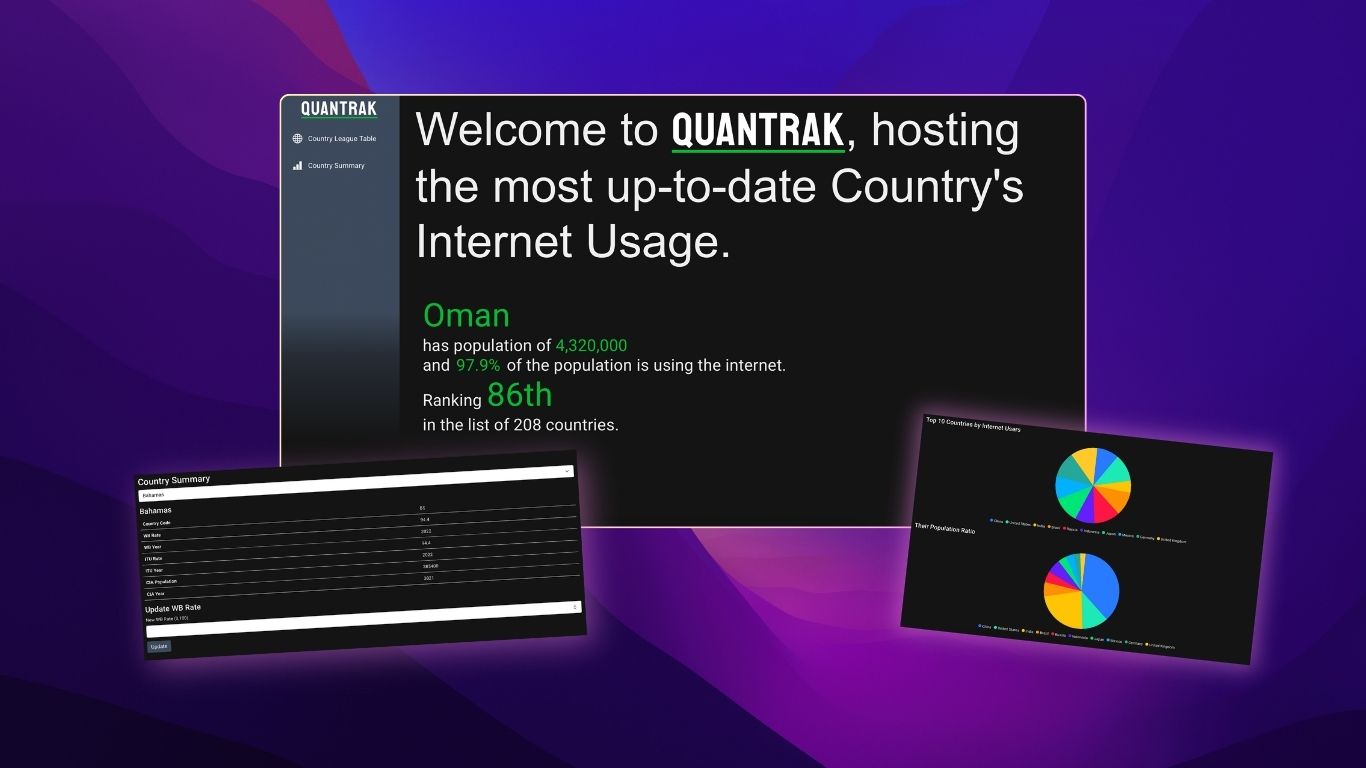 QUANTRAK
Country League Table
Country Summary
Welcome to QUANTRAK, hosting
the most up-to-date Country's
Internet Usage.
Oman
has population of 4,320,000
and 97.9% of the population is using the internet.
Ranking 86th
in the list of 208 countries.
Country Summary
Bahamas
Bahamas
Country Code
WB Rate 94.4
WB Year 2022
ITU Rate 94.4
ITU Year 2022
CIA Population
CIA Year 2021
Update WB Rate
New WB Rate (0,100)
Update
Top 10 Countries by Internet Users
China United States India Brazil Russia Indonesia Japan Mexico Germany United Kingdom
Their Population Ratio
China United States India Brazil Russia Indonesia Japan Mexico Germany United Kingdom